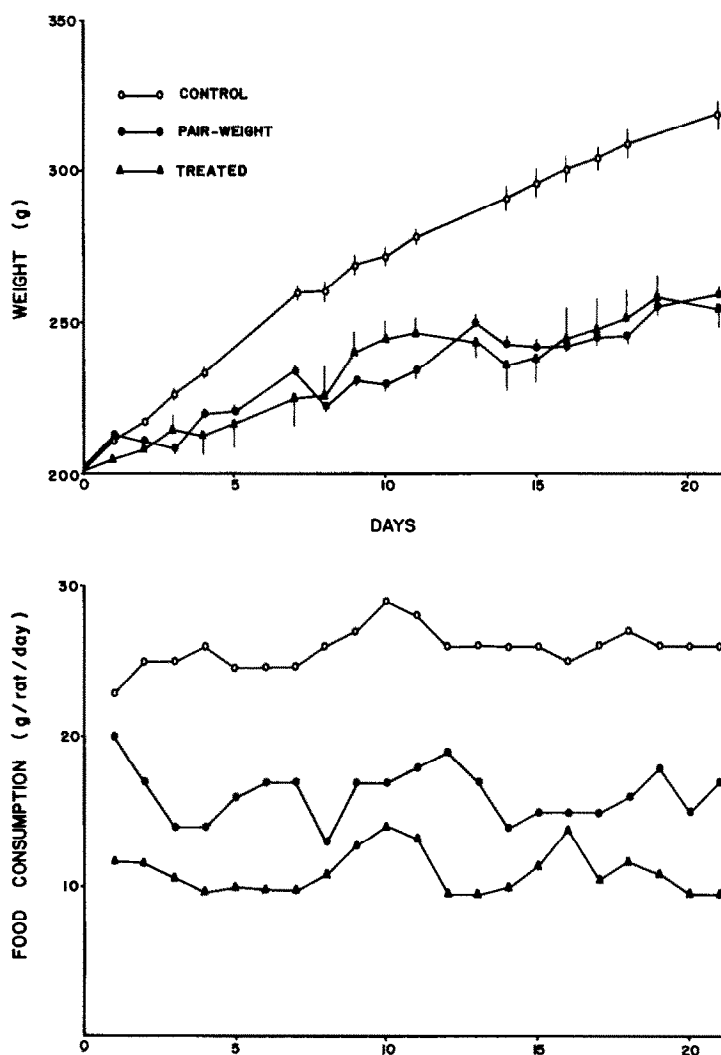 350
CONTROL
PAIR-WEIGHT
TREATED
300
WEIGHT (g)
250
200
0 5 10 15 20
DAYS
30
20
FOOD CONSUMPTION (g/rat/day)
10
0 5 10 15 20